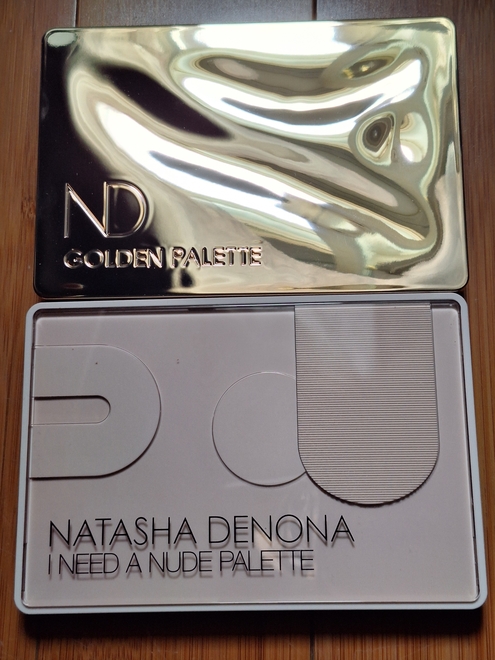 ND
GOLDEN PALETTE
NATASHA DENONA
I NEED A NUDE PALETTE